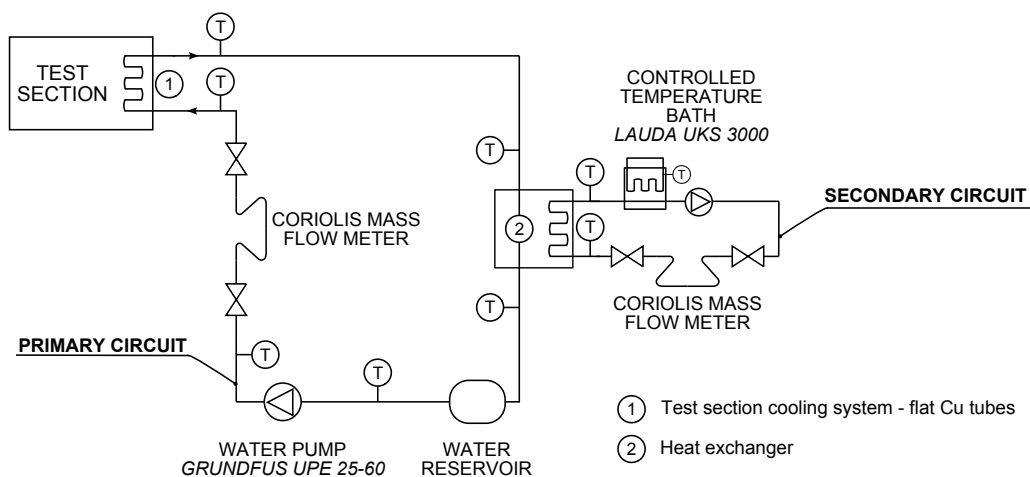 T
TEST
SECTION
1
T
CONTROLLED
TEMPERATURE
BATH
LAUDA UKS 3000
T
T
T
SECONDARY CIRCUIT
CORIOLIS MASS
FLOW METER
2
T
T
CORIOLIS MASS
FLOW METER
PRIMARY CIRCUIT
T
T
1 Test section cooling system - flat Cu tubes
2 Heat exchanger
WATER PUMP
GRUNDFUS UPE 25-60
WATER
RESERVOIR